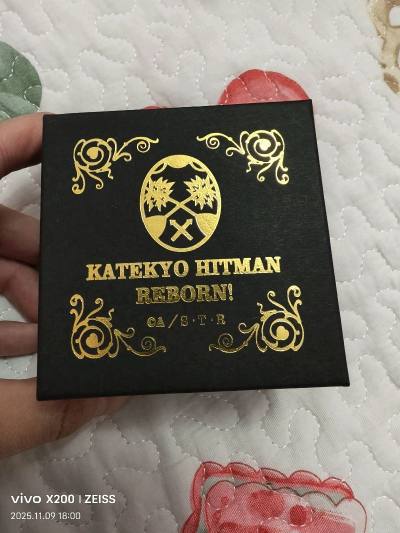 KATEKYO HITMAN
REBORN!
CA/S·T·R
vivo X200 | ZEISS
2025.11.09 18:00